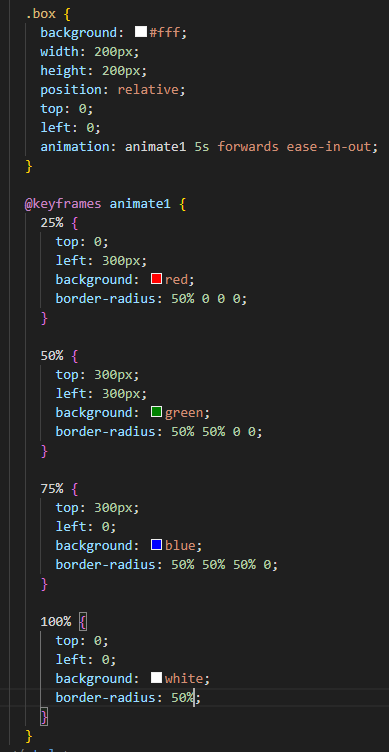 .box {
background: #fff;
width: 200px;
height: 200px;
position: relative;
top: 0;
left: 0;
animation: animate1 5s forwards ease-in-out;
}
@keyframes animate1 {
25% {
top: 0;
left: 300px;
background: red;
border-radius: 50% 0 0 0;
}
50% {
top: 300px;
left: 300px;
background: green;
border-radius: 50% 50% 0 0;
}
75% {
top: 300px;
left: 0;
background: blue;
border-radius: 50% 50% 50% 0;
}
100% {
top: 0;
left: 0;
background: white;
border-radius: 50%;
}
}